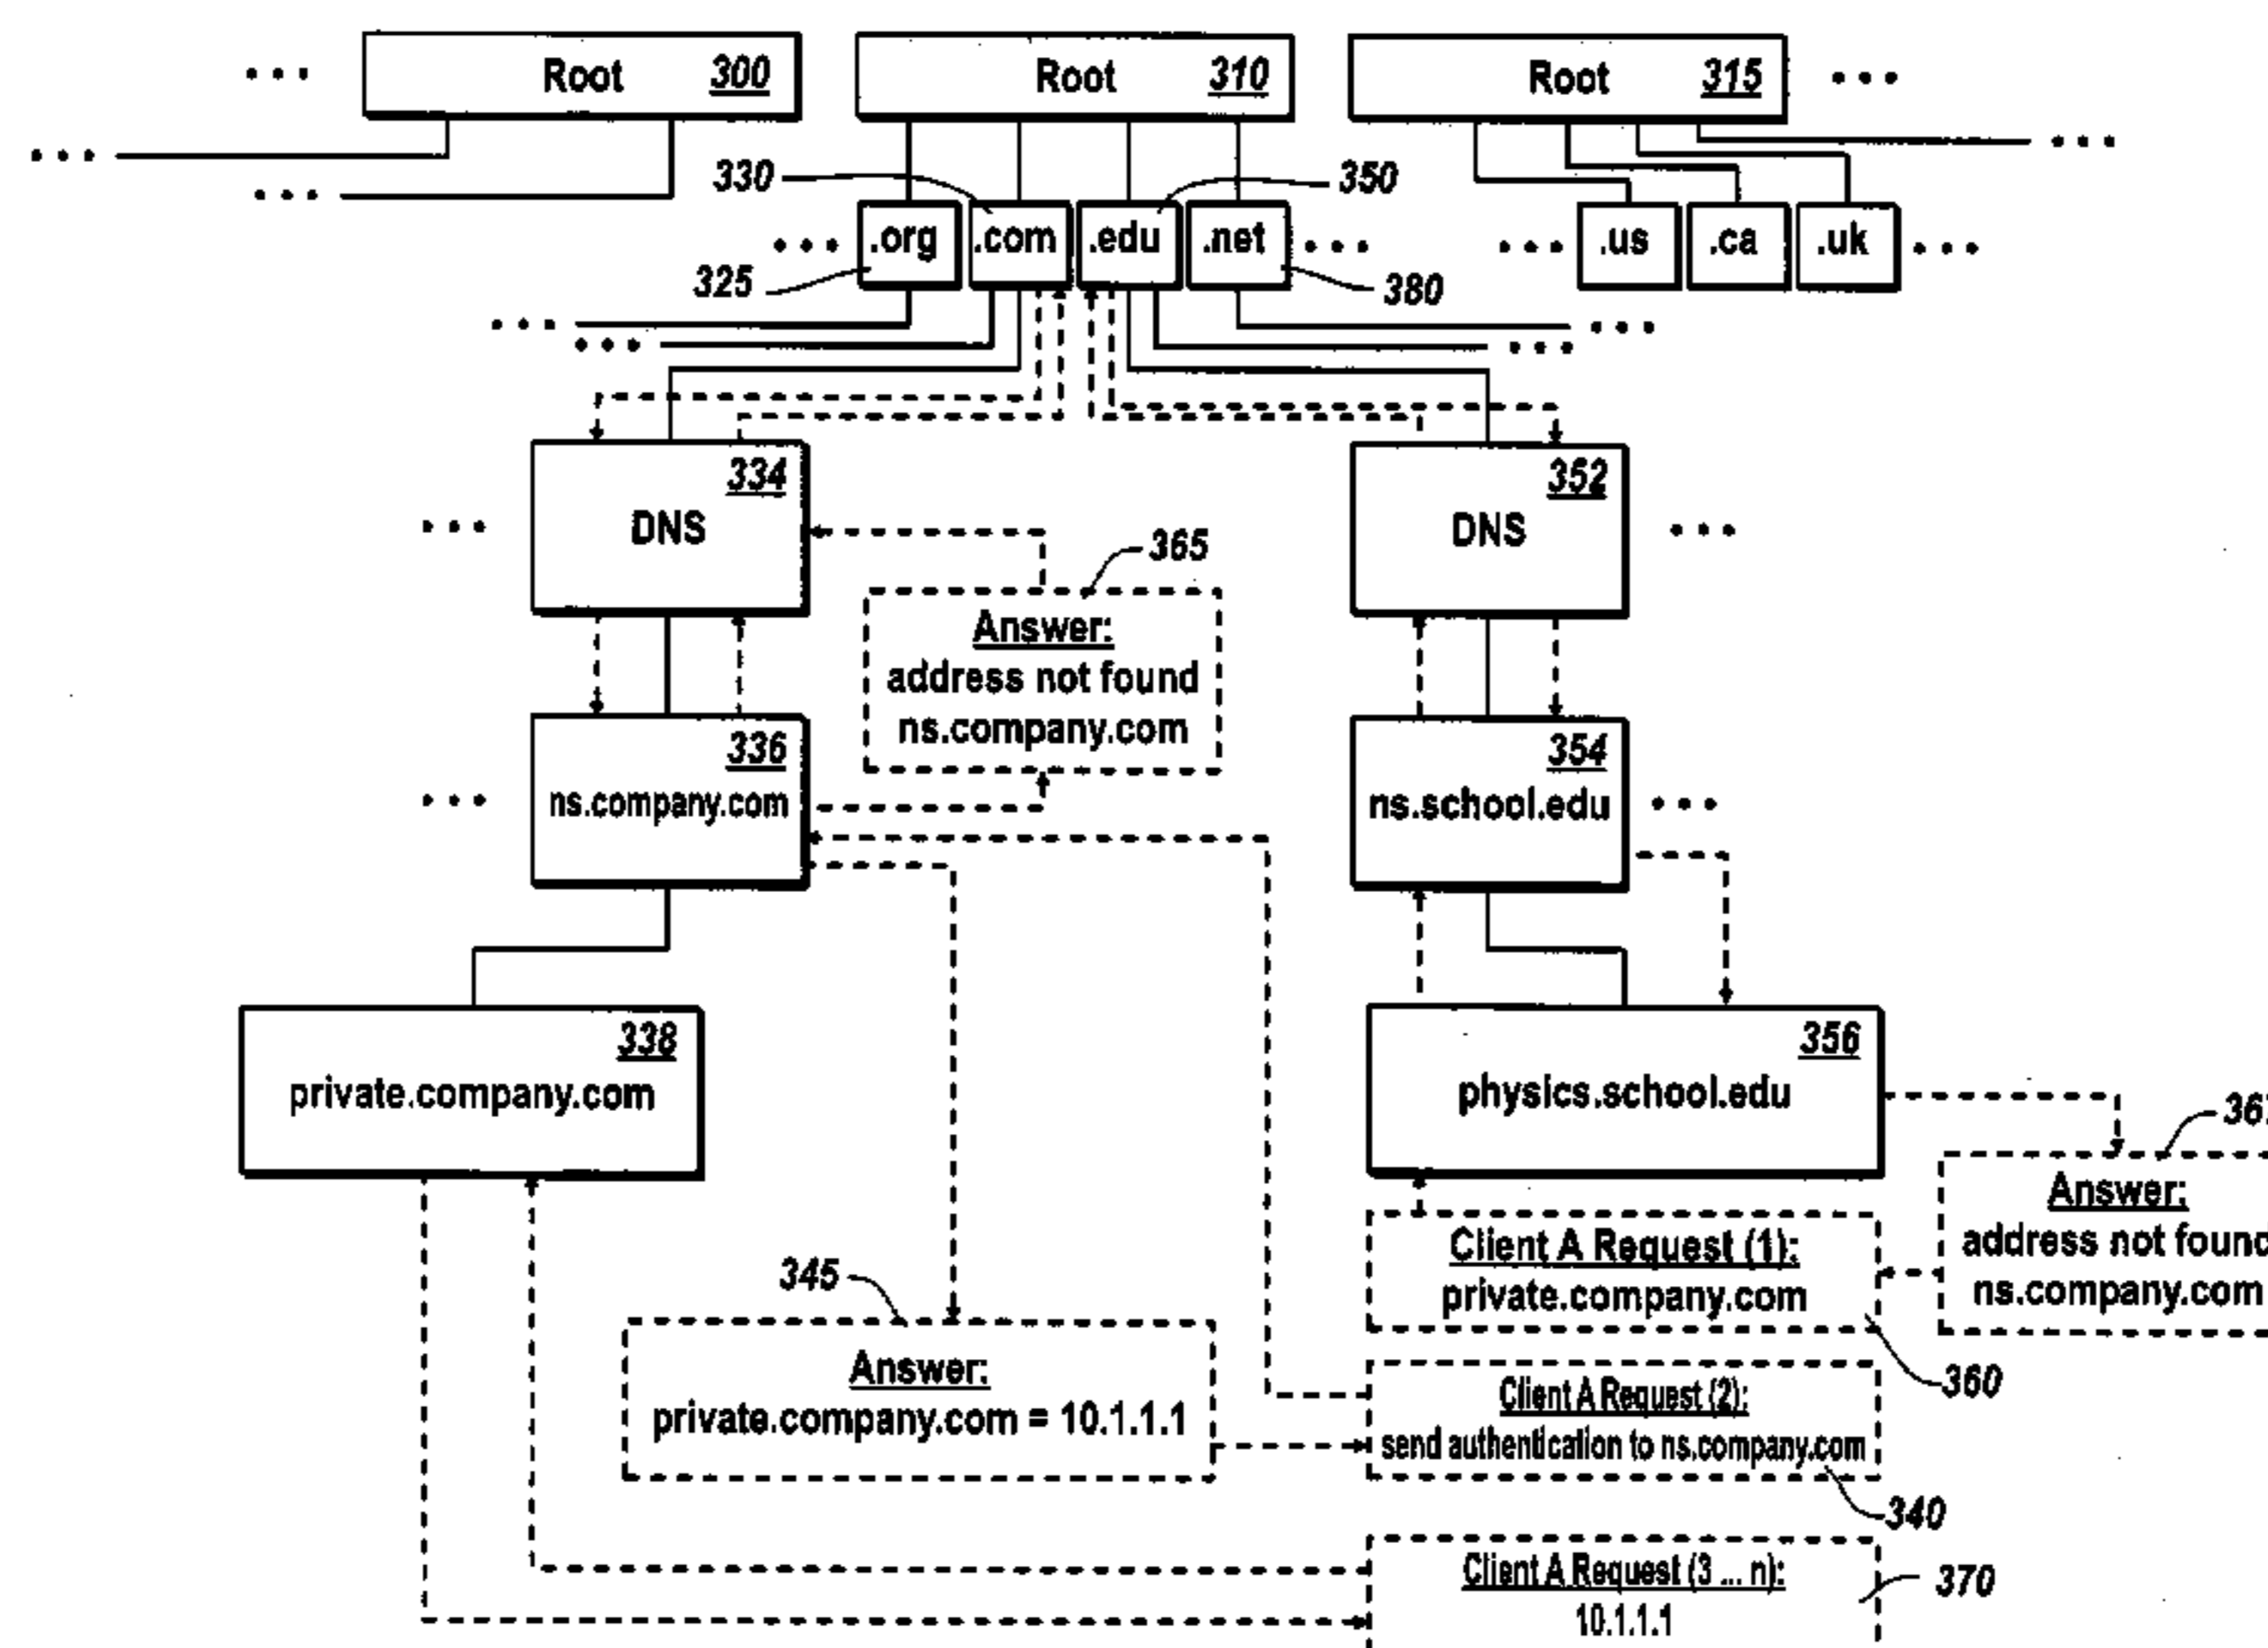 Root 300
Root 310
Root 315
330
350
.org
.com
.edu
.net
.us
.ca
.uk
325
380
334
DNS
352
DNS
365
Answer:
address not found
ns.company.com
336
ns.company.com
354
ns.school.edu
338
private.company.com
356
physics.school.edu
Answer:
address not found
ns.company.com
Client A Request (1):
private.company.com
360
345
Answer:
private.company.com = 10.1.1.1
Client A Request (2):
send authentication to ns.company.com
340
Client A Request (3 ... n):
10.1.1.1
370